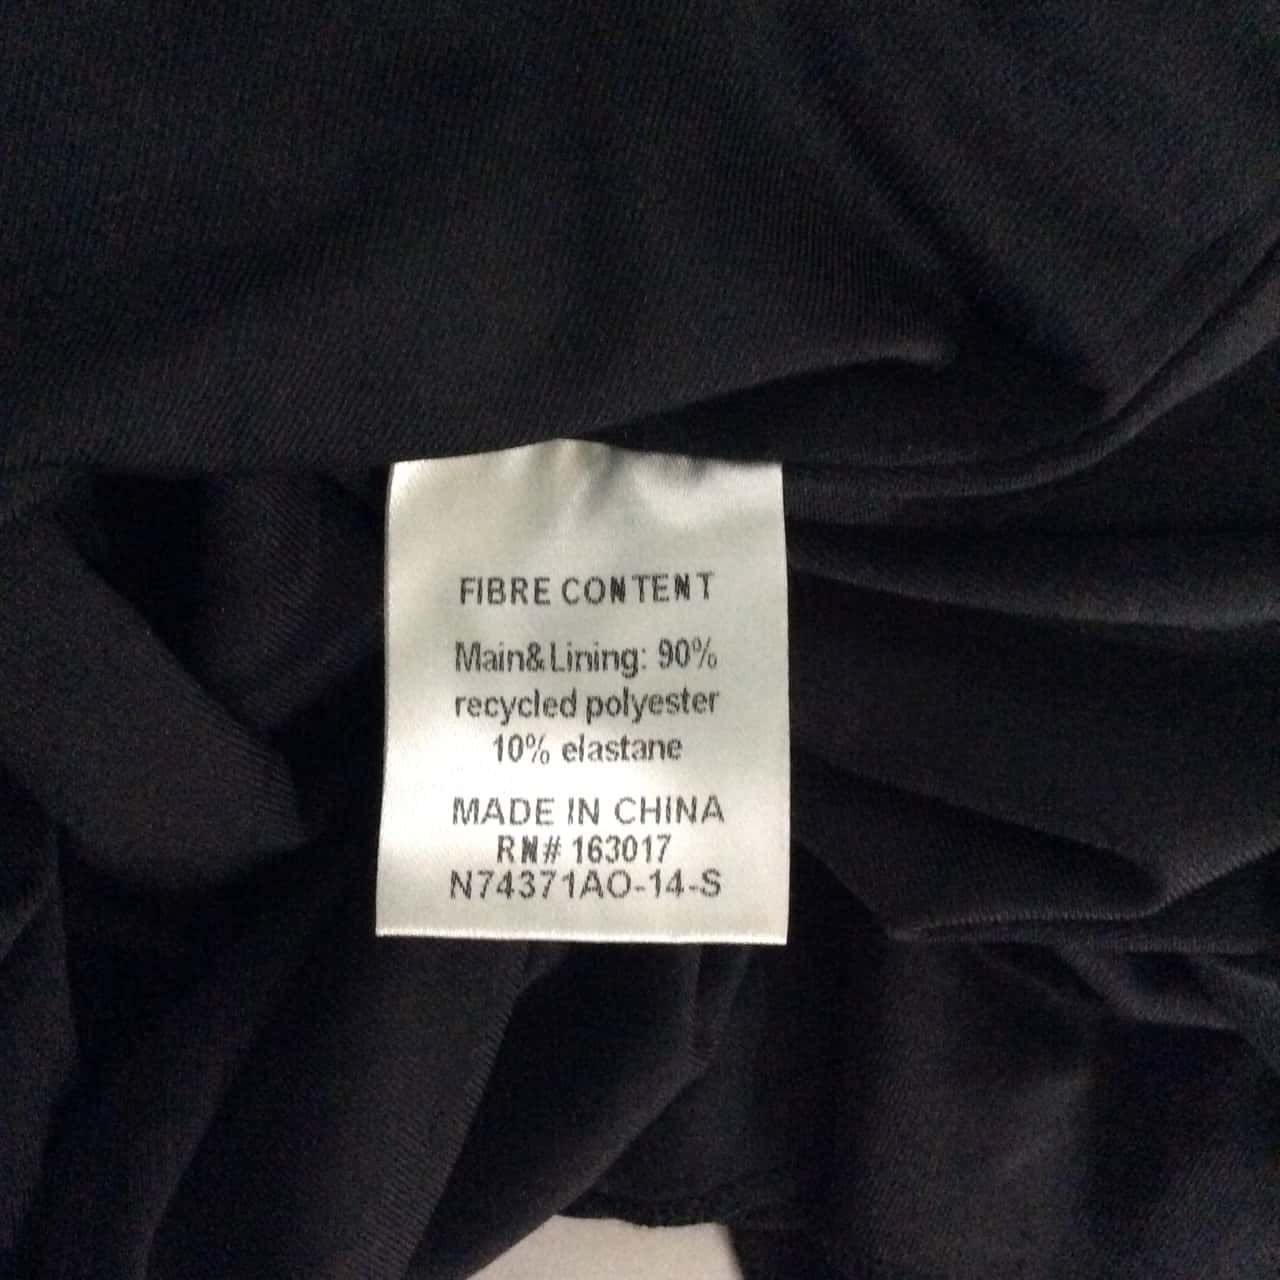 FIBRE CONTENT
Main&Lining: 90%
recycled polyester
10% elastane
MADE IN CHINA
RN# 163017
N74371AO-14-S